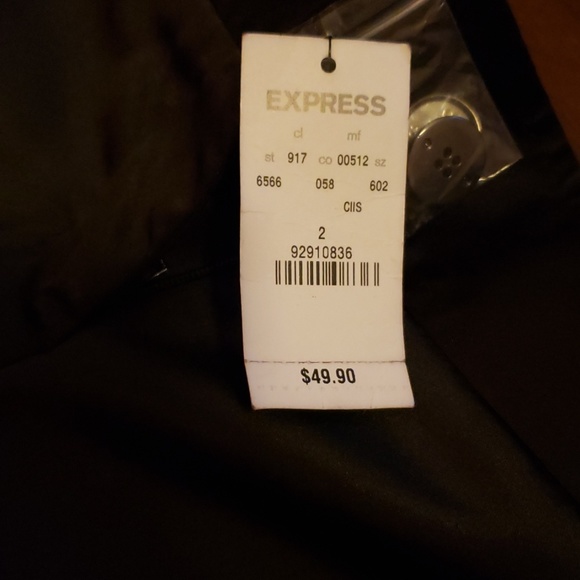 EXPRESS
cl mf
st 917 co 00512 sz
6566 058 602
CIIS
2
92910836
$49.90